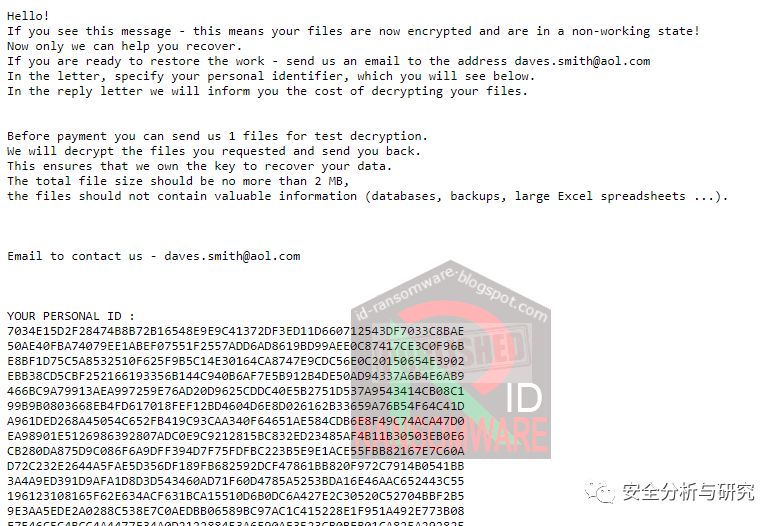 Hello!
If you see this message - this means your files are now encrypted and are in a non-working state!
Now only we can help you recover.
If you are ready to restore the work - send us an email to the address daves.smith@aol.com
In the letter, specify your personal identifier, which you will see below.
In the reply letter we will inform you the cost of decrypting your files.
Before payment you can send us 1 files for test decryption.
We will decrypt the files you requested and send you back.
This ensures that we own the key to recover your data.
The total file size should be no more than 2 MB,
the files should not contain valuable information (databases, backups, large Excel spreadsheets ...).
Email to contact us - daves.smith@aol.com
YOUR PERSONAL ID :
7034E15D2F28474B8B72B16548E9E9C41372DF3ED11D660712543DF7033C8BAE
50AE40FBA74079EE1ABEF07551F2557ADD6AD8619BD99AEE0C87417CE3C0F96B
E8BF1D75C5A8532510F625F9B5C14E30164CA8747E9CDC56E0C20150654E3902
EBB38CD5CBF252166193356B144C940B6AF7E5B912B4DE50AD94337A6B4E6AB9
466BC9A79913AEA997259E76AD20D9625CDDC40E5B2751D537A9543414CB08C1
99B9B0803668EB4FD617018FEF12BD4604D6E8D026162B33659A76B54F64C41D
A961DED268A45054C652FB419C93CAA340F64651AE584CDB6E8F49C74ACA47D0
EA98901E5126986392807ADC0E9C9212815BC832ED23485AF4B11B30503EB0E6
CB280DA875D9C086F6A9DFF394D7F75FDFBC223B5E9E1ACE55FBB82167E7C60A
D72C232E2644A5FAE5D356DF189FB682592DCF47861BB820F972C7914B0541BB
3A4A9ED391D9AFA1D8D3D543460AD71F60D4785A5253BDA16E46AAC652443C55
196123108165F62E634ACF631BCA15510D6B0DC6A427E2C30520C52704BBF2B5
9E3AA5EDE2A0288C538E7C0AEDBB06589BC97AC1C415228E1F951A492E773B08
id-ransomware.blogspot.com
ID
RANSOMWARE
安全分析与研究